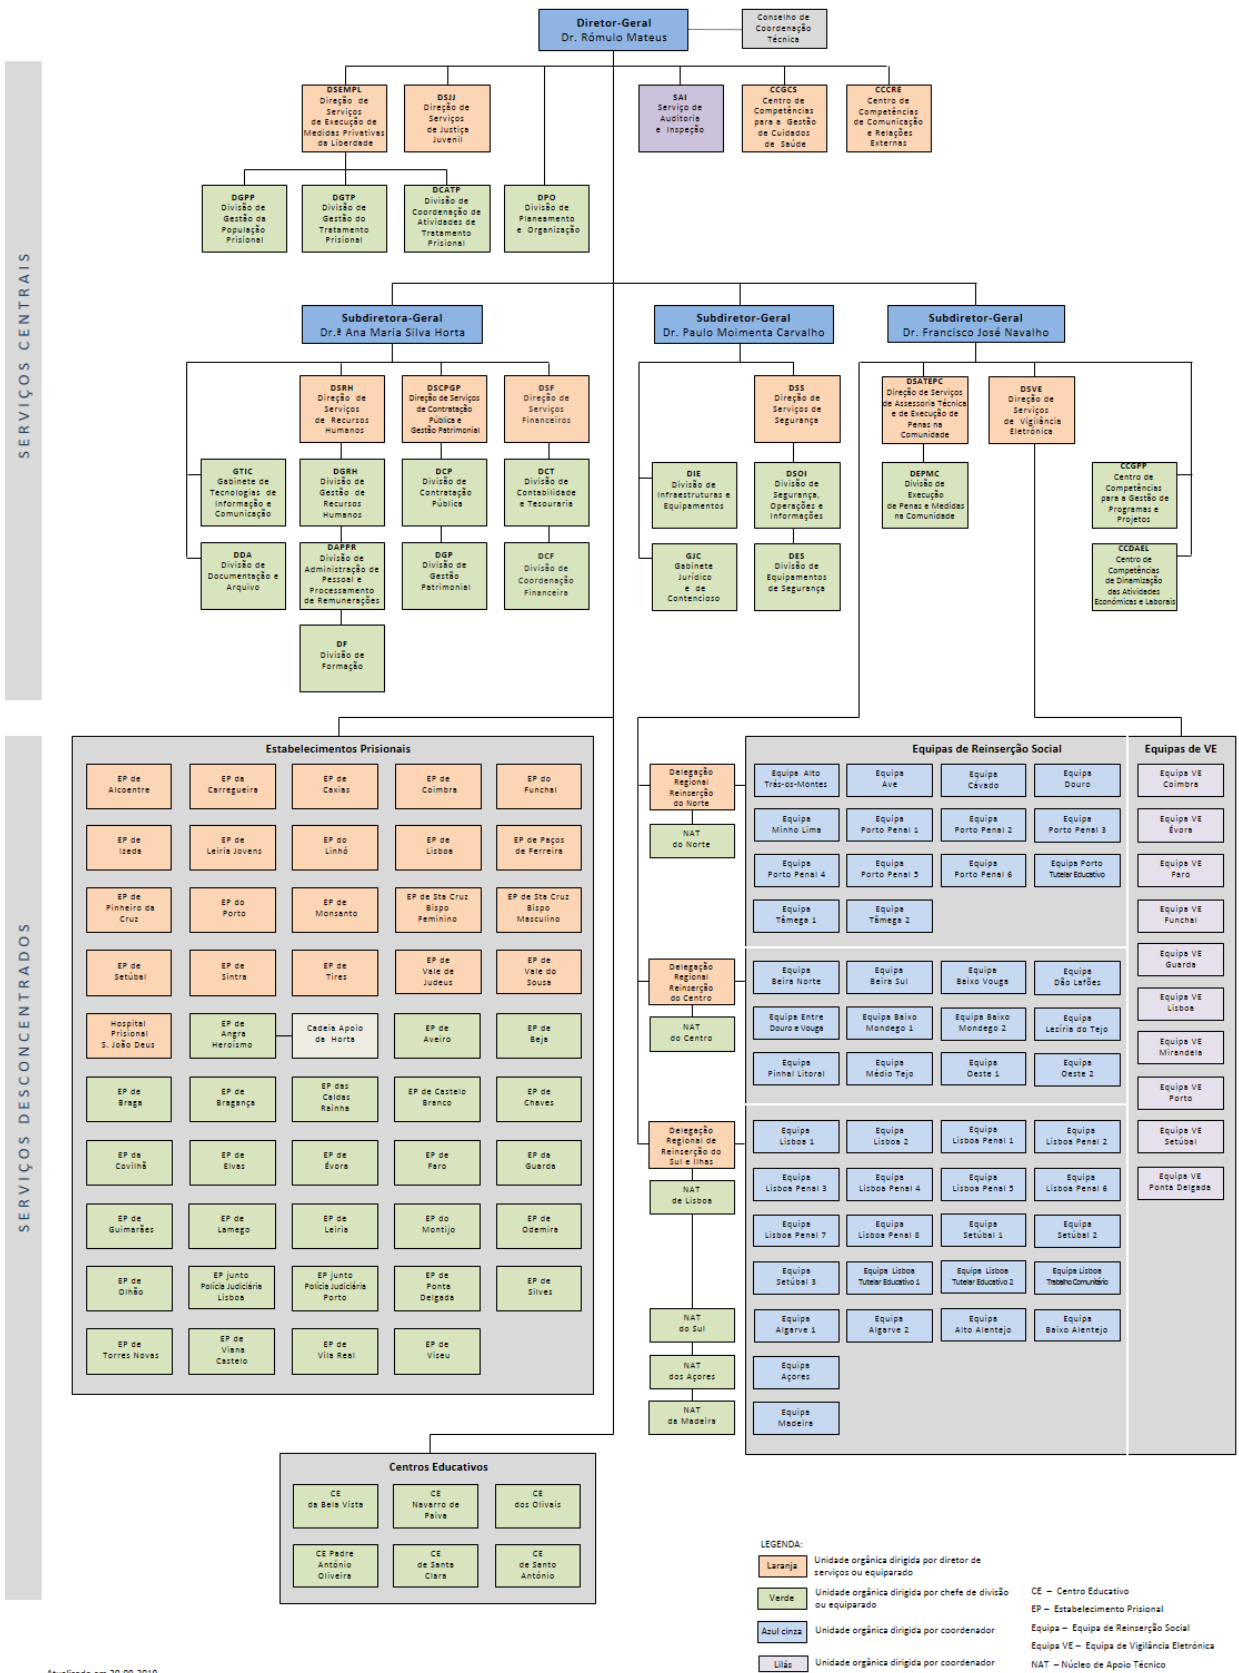 Diretor-Geral
Dr. Rómulo Mateus
Conselho de
Coordenação
Técnica
SERVIÇOS CENTRAIS
DSEMPL
Direção de
Serviços
de Execução de
Medidas Privativas
da Liberdade
DSJJ
Direção de
Serviços
de Justiça
Juvenil
SAI
Serviço de
Auditoria
e Inspeção
CCGCS
Centro de
Competências
para a Gestão
de Cuidados
de Saúde
CCCRE
Centro de
Competências
de Comunicação
e Relações
Externas
DGPP
Divisão de
Gestão da
População
Prisional
DGTP
Divisão de
Gestão do
Tratamento
Prisional
DCATP
Divisão de
Coordenação de
Atividades de
Tratamento
Prisional
DPO
Divisão de
Planeamento
e Organização
Subdiretora-Geral
Dr.ª Ana Maria Silva Horta
Subdiretor-Geral
Dr. Paulo Moimenta Carvalho
Subdiretor-Geral
Dr. Francisco José Navalho
DSRH
Direção de
Serviços
de Recursos
Humanos
DSCPGP
Direção de Serviços
de Contratação
Pública e
Gestão Patrimonial
DSF
Direção de
Serviços
Financeiros
DSS
Direção de
Serviços de
Segurança
DSATEPC
Direção de Serviços
de Assessoria Técnica
e de Execução de
Penas na
Comunidade
DSVE
Direção de
Serviços
de Vigilância
Eletrónica
GTIC
Gabinete de
Tecnologias de
Informação e
Comunicação
DGRH
Divisão de
Gestão de
Recursos
Humanos
DCP
Divisão de
Contratação
Pública
DCT
Divisão de
Contabilidade
e Tesouraria
DIE
Divisão de
Infraestruturas e
Equipamentos
DSOI
Divisão de
Segurança,
Operações e
Informações
DEPMC
Divisão de
Execução
de Penas e Medidas
na Comunidade
CCGPP
Centro de
Competências
para a Gestão de
Programas e
Projetos
DDA
Divisão de
Documentação e
Arquivo
DAPPR
Divisão de
Administração de
Pessoal e
Processamento
de Remunerações
DGP
Divisão de
Gestão
Patrimonial
DCF
Divisão de
Coordenação
Financeira
GJC
Gabinete
Jurídico
e de
Contencioso
DES
Divisão de
Equipamentos
de Segurança
CCDAEL
Centro de
Competências
de Dinamização
das Atividades
Económicas e Laborais
DF
Divisão de
Formação
SERVIÇOS DESCONCENTRADOS
Estabelecimentos Prisionais
EP de
Alcoentre
EP da
Carregueira
EP de
Caxias
EP de
Coimbra
EP do
Funchal
EP de
Izeda
EP de
Leiria Jovens
EP do
Linhó
EP de
Lisboa
EP de Paços
de Ferreira
EP de
Pinheiro da
Cruz
EP do
Porto
EP de
Monsanto
EP de Sta Cruz
Bispo
Feminino
EP de Sta Cruz
Bispo
Masculino
EP de
Setúbal
EP de
Sintra
EP de
Tires
EP de
Vale de
Judeus
EP de
Vale do
Sousa
Hospital
Prisional
S. João Deus
EP de
Angra
Heroísmo
Cadeia Apoio
da Horta
EP de
Aveiro
EP de
Beja
EP de
Braga
EP de
Bragança
EP das
Caldas
Rainha
EP de Castelo
Branco
EP de
Chaves
EP da
Covilhã
EP de
Elvas
EP de
Évora
EP de
Faro
EP da
Guarda
EP de
Guimarães
EP de
Lamego
EP de
Leiria
EP do
Montijo
EP de
Odemira
EP de
Olhão
EP junto
Polícia Judiciária
Lisboa
EP junto
Polícia Judiciária
Porto
EP de
Ponta
Delgada
EP de
Silves
EP de
Torres Novas
EP de
Viana
Castelo
EP de
Vila Real
EP de
Viseu
Equipas de Reinserção Social
Delegação
Regional
Reinserção
do Norte
NAT
do Norte
Equipa Alto
Trás-os-Montes
Equipa
Ave
Equipa
Cávado
Equipa
Douro
Equipa
Minho Lima
Equipa
Porto Penal 1
Equipa
Porto Penal 2
Equipa
Porto Penal 3
Equipa
Porto Penal 4
Equipa
Porto Penal 5
Equipa
Porto Penal 6
Equipa Porto
Tutelar Educativo
Equipa
Tâmega 1
Equipa
Tâmega 2
Delegação
Regional
Reinserção
do Centro
NAT
do Centro
Equipa
Beira Norte
Equipa
Beira Sul
Equipa
Baixo Vouga
Equipa
Dão Lafões
Equipa Entre
Douro e Vouga
Equipa Baixo
Mondego 1
Equipa Baixo
Mondego 2
Equipa
Lezíria do Tejo
Equipa
Pinhal Litoral
Equipa
Médio Tejo
Equipa
Oeste 1
Equipa
Oeste 2
Delegação
Regional de
Reinserção do
Sul e Ilhas
NAT
de Lisboa
NAT
do Sul
NAT
dos Açores
NAT
da Madeira
Equipa
Lisboa 1
Equipa
Lisboa 2
Equipa
Lisboa Penal 1
Equipa
Lisboa Penal 2
Equipa
Lisboa Penal 3
Equipa
Lisboa Penal 4
Equipa
Lisboa Penal 5
Equipa
Lisboa Penal 6
Equipa
Lisboa Penal 7
Equipa
Lisboa Penal 8
Equipa
Setúbal 1
Equipa
Setúbal 2
Equipa
Setúbal 3
Equipa Lisboa
Tutelar Educativo 1
Equipa Lisboa
Tutelar Educativo 2
Equipa Lisboa
Trabalho Comunitário
Equipa
Algarve 1
Equipa
Algarve 2
Equipa
Alto Alentejo
Equipa
Baixo Alentejo
Equipa
Açores
Equipa
Madeira
Equipas de VE
Equipa VE
Coimbra
Equipa VE
Évora
Equipa VE
Faro
Equipa VE
Funchal
Equipa VE
Guarda
Equipa VE
Lisboa
Equipa VE
Mirandela
Equipa VE
Porto
Equipa VE
Setúbal
Equipa VE
Ponta Delgada
Centros Educativos
CE
da Bela Vista
CE
Navarro de
Paiva
CE
dos Olivais
CE Padre
António
Oliveira
CE
de Santa
Clara
CE
de Santo
António
LEGENDA:
Laranja
Unidade orgânica dirigida por diretor de
serviços ou equiparado
Verde
Unidade orgânica dirigida por chefe de divisão
ou equiparado
Azul cinza
Unidade orgânica dirigida por coordenador
Lilás
Unidade orgânica dirigida por coordenador
CE – Centro Educativo
EP – Estabelecimento Prisional
Equipa – Equipa de Reinserção Social
Equipa VE – Equipa de Vigilância Eletrónica
NAT – Núcleo de Apoio Técnico